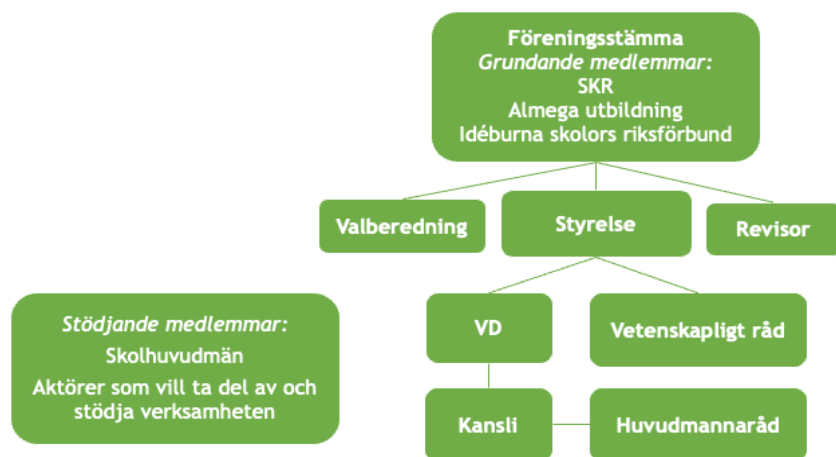 Föreningsstämma
Grundande medlemmar:
SKR
Almega utbildning
Idéburna skolors riksförbund
Valberedning
Styrelse
Revisor
Stödjande medlemmar:
Skolhuvudmän
Aktörer som vill ta del av och
stödja verksamheten
VD
Vetenskapligt råd
Kansli
Huvudmannaråd